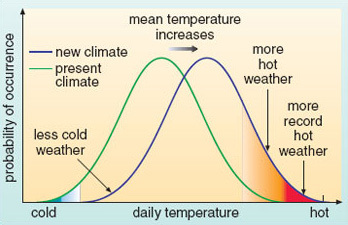 mean temperature
increases
new climate
present
climate
more
hot
weather
less cold
weather
more
record
hot
weather
probability of occurrence
cold
daily temperature
hot